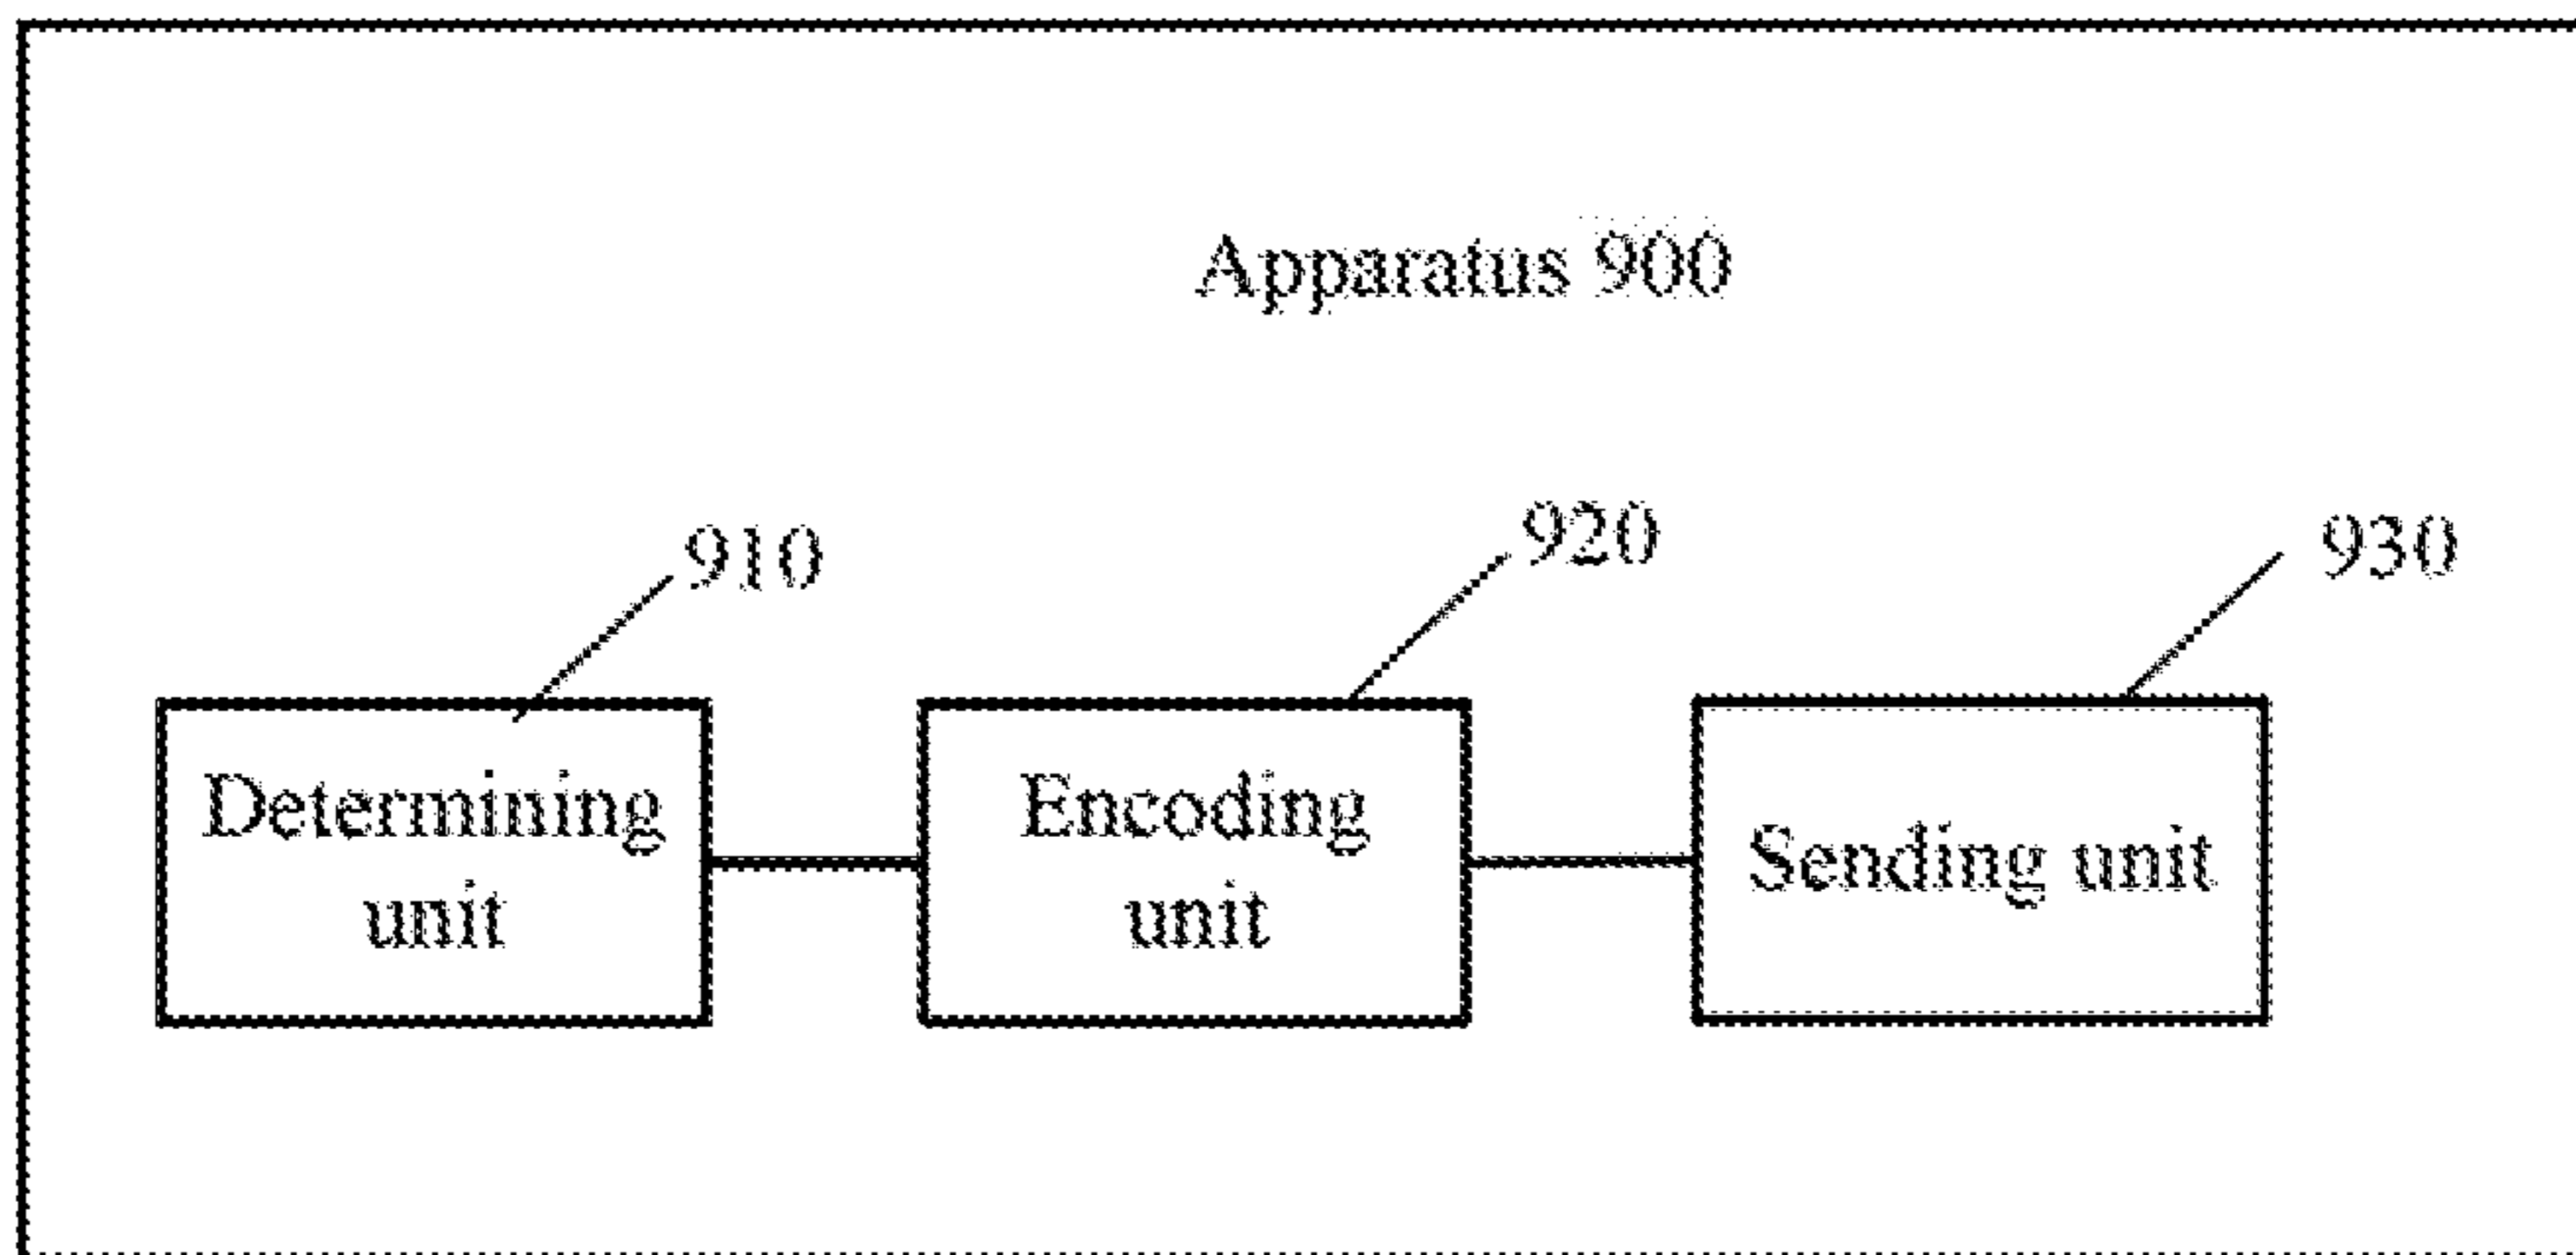 Apparatus 900
910
920
930
Determining
unit
Encoding
unit
Sending unit